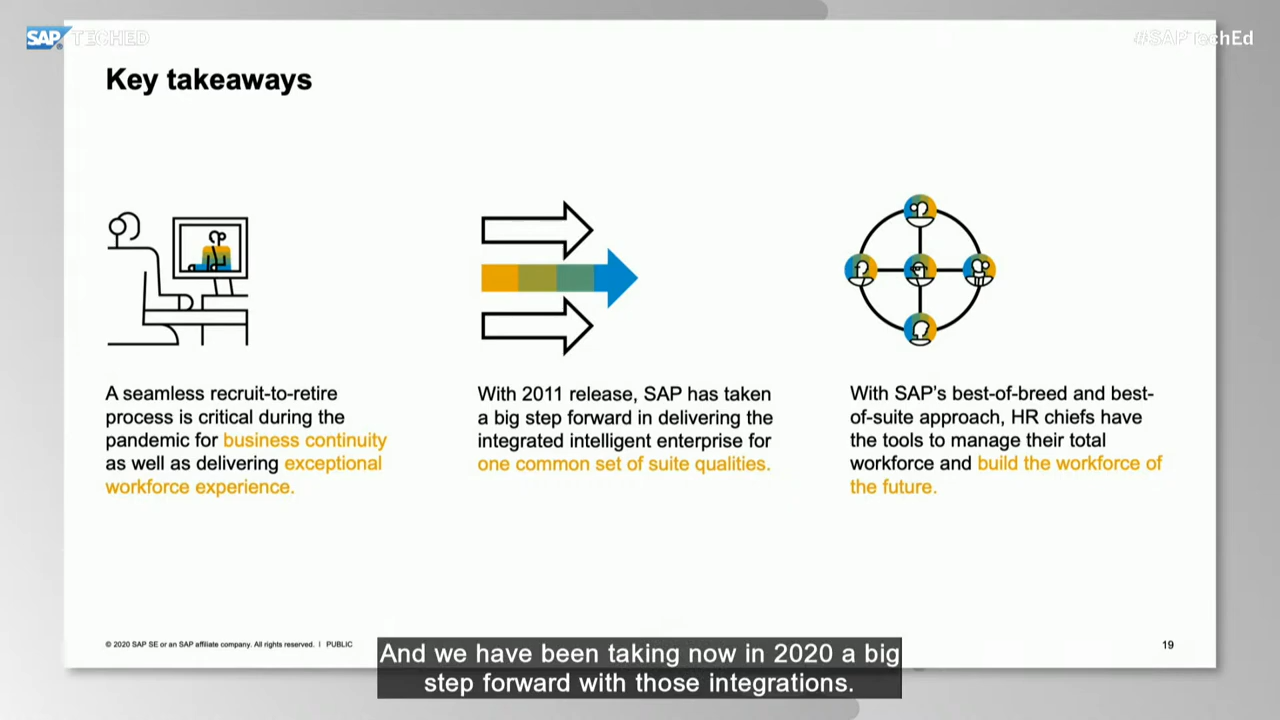 SAP TECHED
#SAPTechEd
Key takeaways
A seamless recruit-to-retire
process is critical during the
pandemic for business continuity
as well as delivering exceptional
workforce experience.
With 2011 release, SAP has taken
a big step forward in delivering the
integrated intelligent enterprise for
one common set of suite qualities.
With SAP's best-of-breed and best-
of-suite approach, HR chiefs have
the tools to manage their total
workforce and build the workforce of
the future.
© 2020 SAP SE or an SAP affiliate company. All rights reserved. | PUBLIC
19
And we have been taking now in 2020 a big
step forward with those integrations.